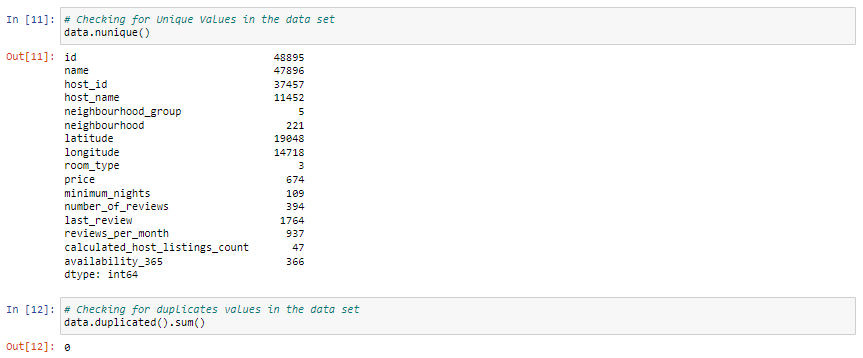 In [11]: # Checking for Unique Values in the data set
data.nunique()
Out[11]: id 48895
name 47896
host_id 37457
host_name 11452
neighbourhood_group 5
neighbourhood 221
latitude 19048
longitude 14718
room_type 3
price 674
minimum_nights 109
number_of_reviews 394
last_review 1764
reviews_per_month 937
calculated_host_listings_count 47
availability_365 366
dtype: int64
In [12]: # Checking for duplicates values in the data set
data.duplicated().sum()
Out[12]: 0